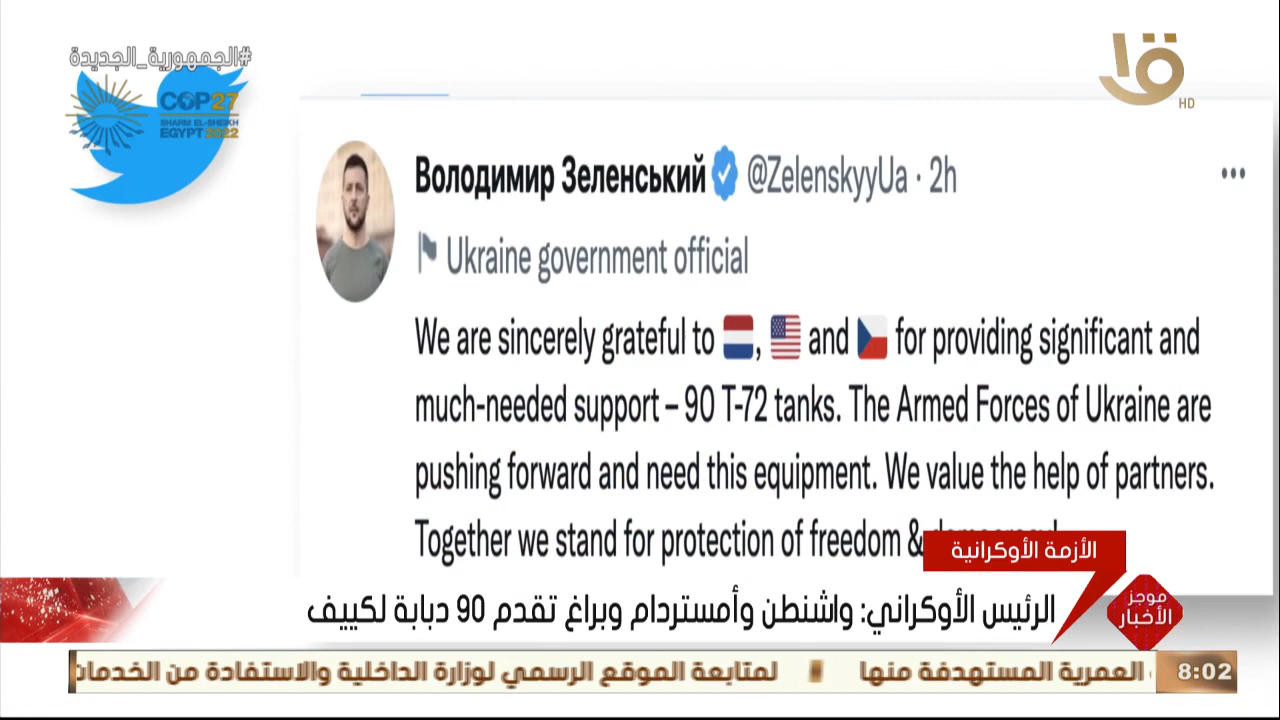 #الجمهورية_الجديدة
COP27
SHARM EL-SHEIKH
EGYPT 2022
HD
Володимир Зеленський @ZelenskyyUa · 2h
Ukraine government official
We are sincerely grateful to 🇳🇱, 🇺🇸 and 🇨🇿 for providing significant and
much-needed support – 90 T-72 tanks. The Armed Forces of Ukraine are
pushing forward and need this equipment. We value the help of partners.
Together we stand for protection of freedom &
الأزمة الأوكرانية
موجز
الأخبار
الرئيس الأوكراني: واشنطن وأمستردام وبراغ تقدم 90 دبابة لكييف
8:02
العمرية المستهدفة منها لمتابعة الموقع الرسمي لوزارة الداخلية والاستفادة من الخدمات